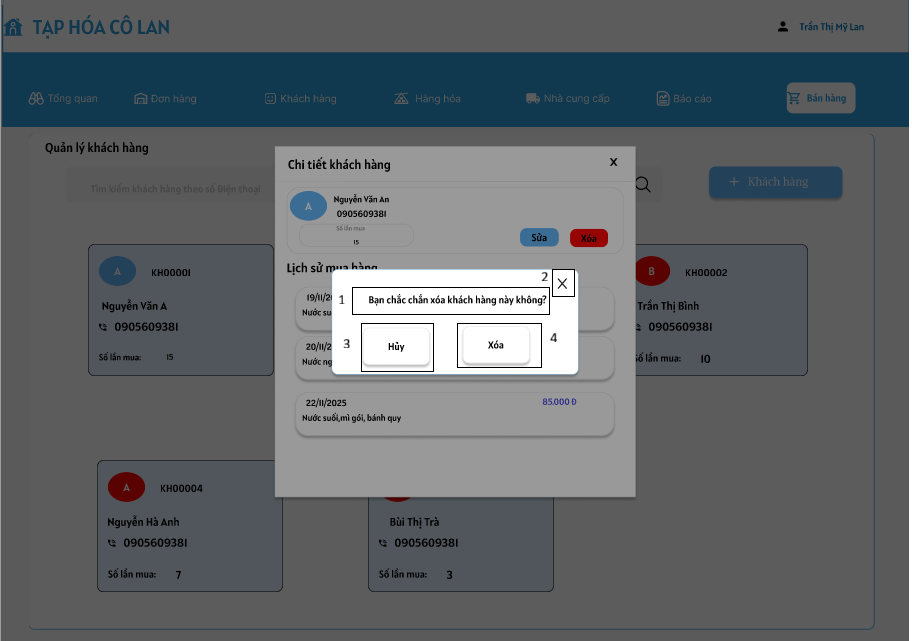 TẠP HÓA CÔ LAN
Trần Thị Mỹ Lan
Tổng quan
Đơn hàng
Khách hàng
Hàng hóa
Nhà cung cấp
Báo cáo
Bán hàng
Quản lý khách hàng
Tìm kiếm khách hàng theo số Điện thoại
+ Khách hàng
Chi tiết khách hàng
X
A
Nguyễn Văn An
0905609381
Số lần mua
15
Sửa
Xóa
Lịch sử mua hàng
19/11/20
Nước su
20/11/2
Nước ng
22/11/2025
85.000 Đ
Nước suối,mì gói, bánh quy
1
Bạn chắc chắn xóa khách hàng này không?
2
X
3
Hủy
Xóa
4
A
KH00001
Nguyễn Văn A
0905609381
Số lần mua:
15
B
KH00002
Trần Thị Bình
0905609381
Số lần mua:
10
A
KH00004
Nguyễn Hà Anh
0905609381
Số lần mua:
7
Bùi Thị Trà
0905609381
Số lần mua:
3